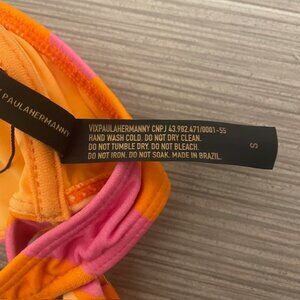 PAULAHERMANNY
VIXPAULAHERMANNY CNPJ 43.982.471/0001-55
HAND WASH COLD. DO NOT DRY CLEAN.
DO NOT TUMBLE DRY. DO NOT BLEACH.
DO NOT IRON. DO NOT SOAK. MADE IN BRAZIL.
S